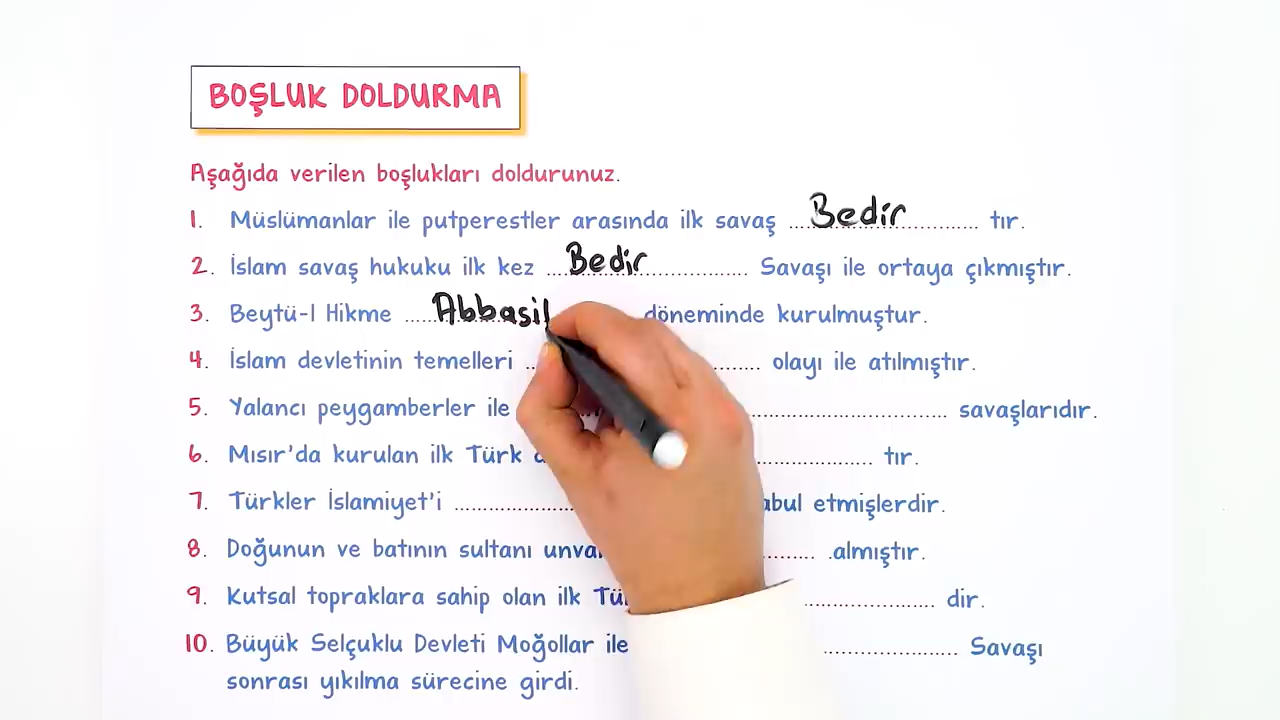 BOŞLUK DOLDURMA
Aşağıda verilen boşlukları doldurunuz.
1. Müslümanlar ile putperestler arasında ilk savaş ...Bedir... tır.
2. İslam savaş hukuku ilk kez ...Bedir... Savaşı ile ortaya çıkmıştır.
3. Beytü-l Hikme ...Abbasil döneminde kurulmuştur.
4. İslam devletinin temelleri ... olayı ile atılmıştır.
5. Yalancı peygamberler ile ... savaşlarıdır.
6. Mısır'da kurulan ilk Türk ... tır.
7. Türkler İslamiyet'i ... etmişlerdir.
8. Doğunun ve batının sultanı ... almıştır.
9. Kutsal topraklara sahip olan ilk ... dir.
10. Büyük Selçuklu Devleti Moğollar ile ... Savaşı
sonrası yıkılma sürecine girdi.